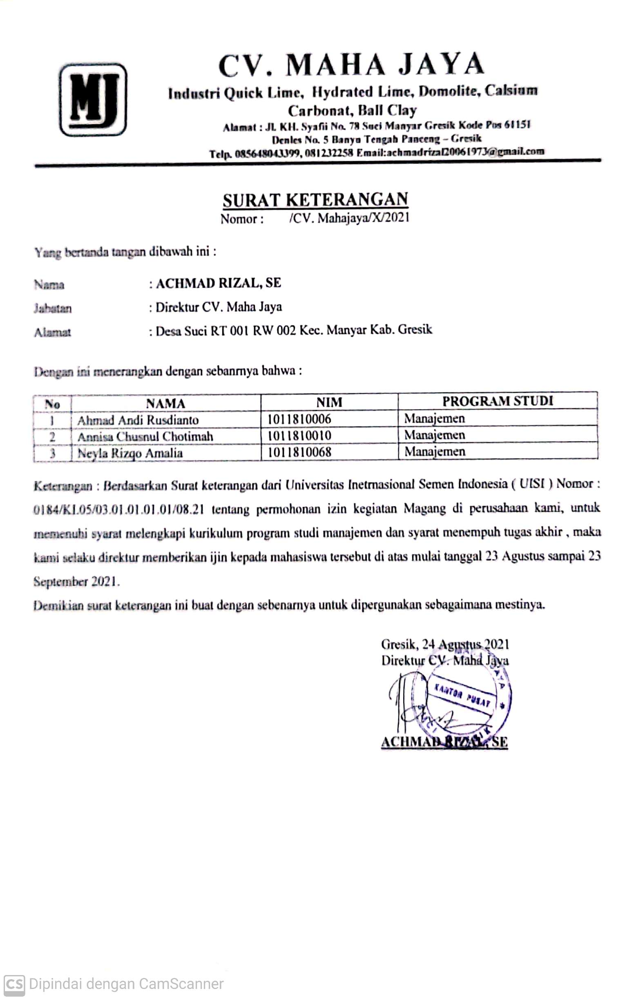 MJ
CV. MAHA JAYA
Industri Quick Lime, Hydrated Lime, Domolite, Calsium
Carbonat, Ball Clay
Alamat : Jl. KH. Syafii No. 78 Suci Manyar Gresik Kode Pos 61151
Denles No. 5 Banyu Tengah Panceng – Gresik
Telp. 085648043399, 081232258 Email:achmadrizal20061973@gmail.com
SURAT KETERANGAN
Nomor : /CV. Mahajaya/X/2021
Yang bertanda tangan dibawah ini :
Nama : ACHMAD RIZAL, SE
Jabatan : Direktur CV. Maha Jaya
Alamat : Desa Suci RT 001 RW 002 Kec. Manyar Kab. Gresik
Dengan ini menerangkan dengan sebanrnya bahwa :
No NAMA NIM PROGRAM STUDI
1 Ahmad Andi Rusdianto 1011810006 Manajemen
2 Annisa Chusnul Chotimah 1011810010 Manajemen
3 Neyla Rizqo Amalia 1011810068 Manajemen
Keterangan : Berdasarkan Surat keterangan dari Universitas Inetrnasional Semen Indonesia ( UISI ) Nomor :
0184/KI.05/03.01.01.01.01/08.21 tentang permohonan izin kegiatan Magang di perusahaan kami, untuk
memenuhi syarat melengkapi kurikulum program studi manajemen dan syarat menempuh tugas akhir , maka
kami selaku direktur memberikan ijin kepada mahasiswa tersebut di atas mulai tanggal 23 Agustus sampai 23
September 2021.
Demikian surat keterangan ini buat dengan sebenarnya untuk dipergunakan sebagaimana mestinya.
Gresik, 24 Agustus 2021
Direktur CV. Maha Jaya
KANTOR PUSAT
ACHMAD RIZAL, SE
CS Dipindai dengan CamScanner